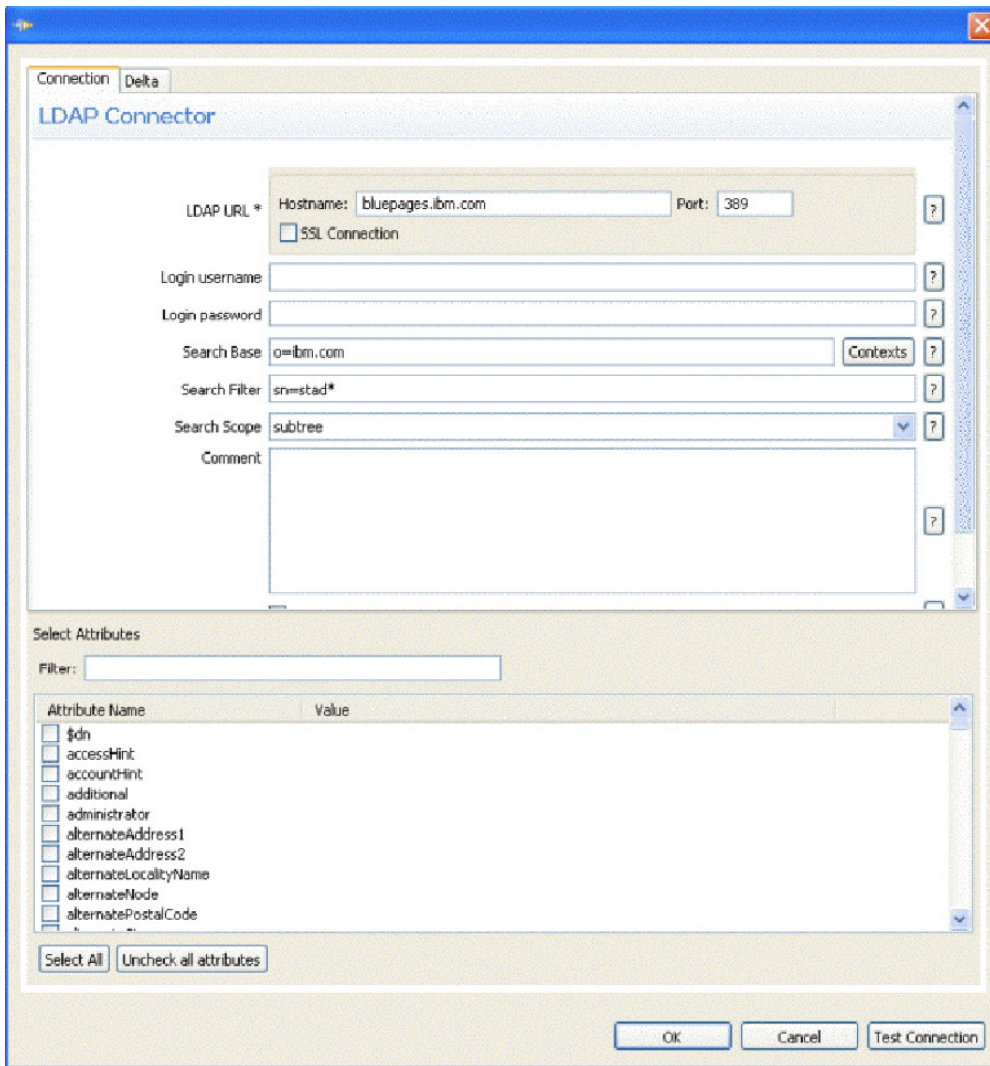 Connection Delta
LDAP Connector
LDAP URL * Hostname: bluepages.ibm.com Port: 389 ?
SSL Connection
Login username ?
Login password ?
Search Base o=ibm.com Contexts ?
Search Filter sn=stad* ?
Search Scope subtree ?
Comment
?
Select Attributes
Filter:
Attribute Name Value
$dn
accessHint
accountHint
additional
administrator
alternateAddress1
alternateAddress2
alternateLocalityName
alternateNode
alternatePostalCode
Select All Uncheck all attributes
OK Cancel Test Connection